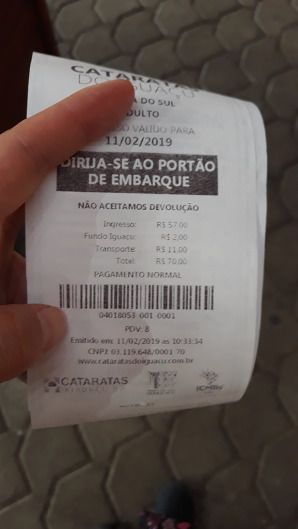 CATARATAS
DO IGUAÇU
DO SUL
DULTO
VÁLIDO PARA
11/02/2019
DIRIJA-SE AO PORTÃO
DE EMBARQUE
NÃO ACEITAMOS DEVOLUÇÃO
Ingresso: R$ 57,00
Fundo Iguaçu: R$ 2,00
Transporte: R$ 11,00
Total: R$ 70,00
PAGAMENTO NORMAL
04018053 001 0001
PDV: 8
Emitido em: 11/02/2019 as 10:33:34
CNPJ: 03.119.648/0001-70
www.cataratasdoiguacu.com.br
CATARATAS